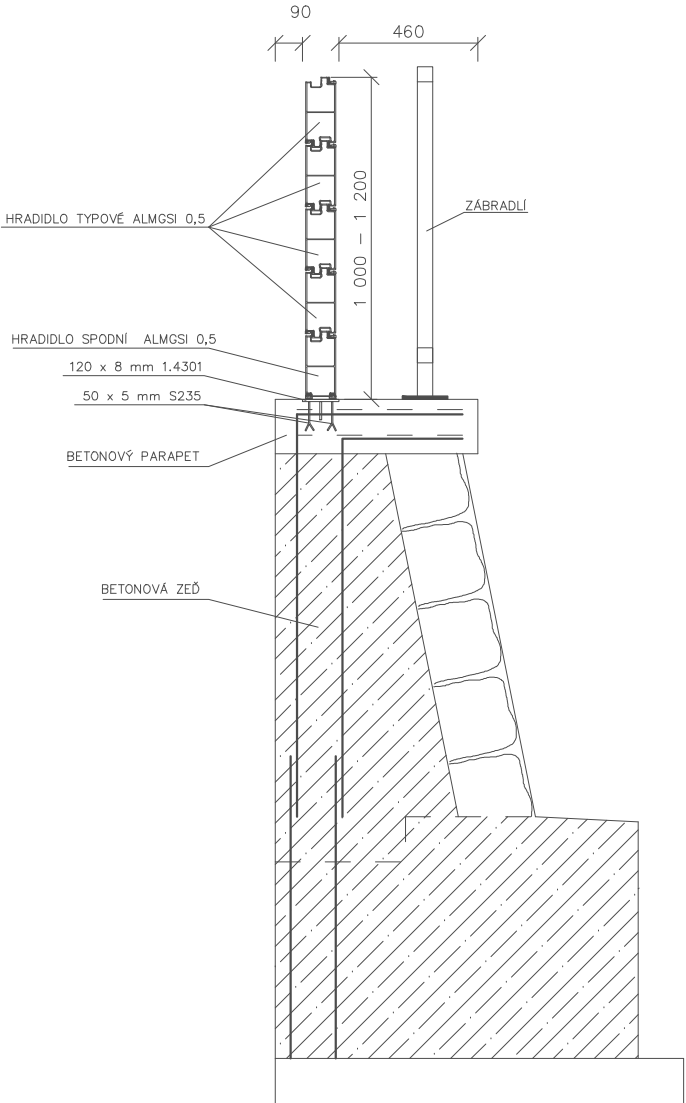 90
460
1 000 – 1 200
ZÁBRADLÍ
HRADIDLO TYPOVÉ ALMGSI 0,5
HRADIDLO SPODNÍ ALMGSI 0,5
120 x 8 mm 1.4301
50 x 5 mm S235
BETONOVÝ PARAPET
BETONOVÁ ZEĎ